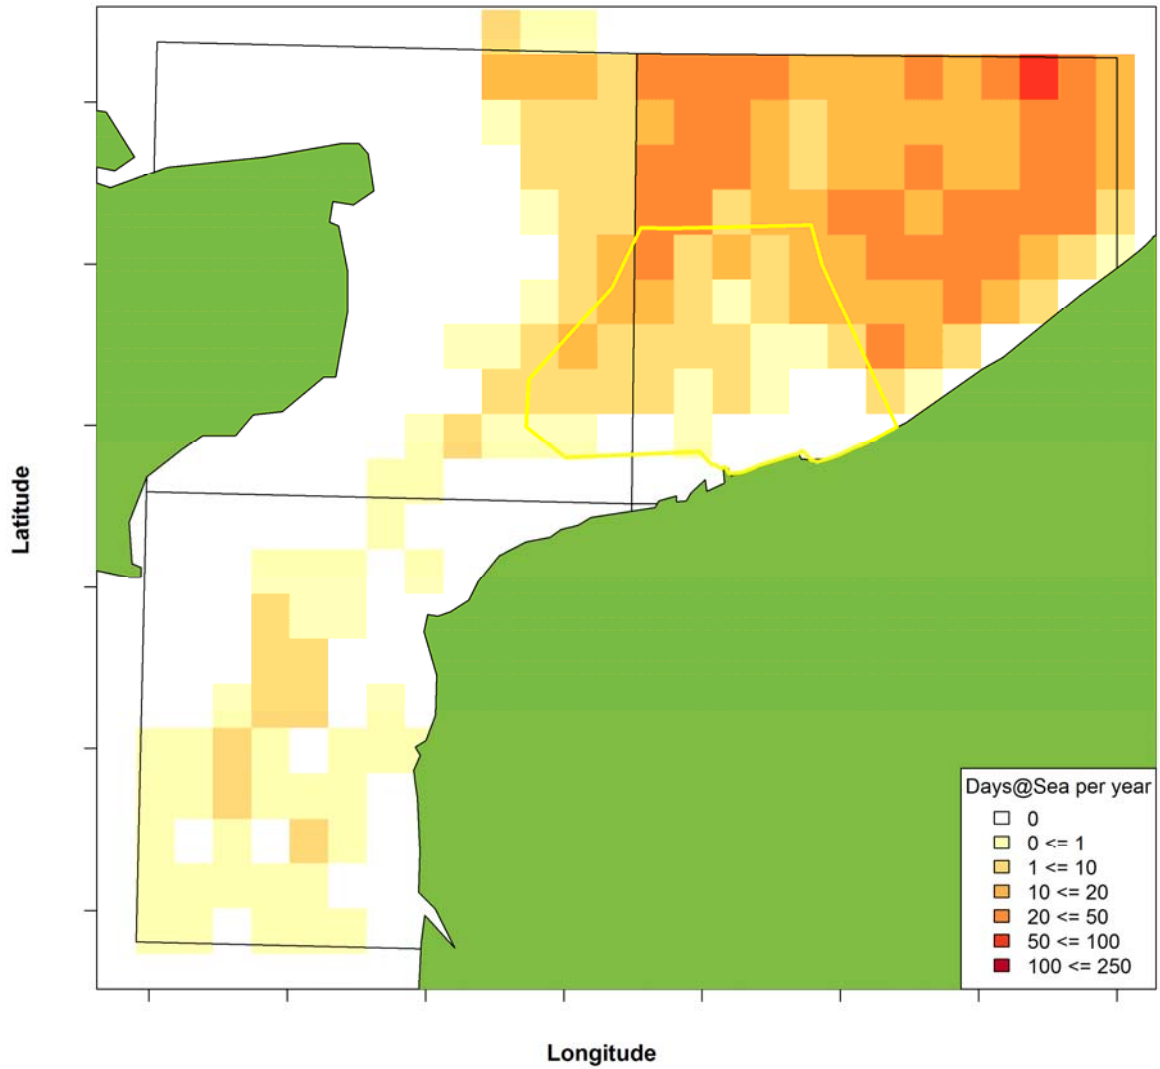 Latitude
Days@Sea per year
0
0 <= 1
1 <= 10
10 <= 20
20 <= 50
50 <= 100
100 <= 250
Longitude